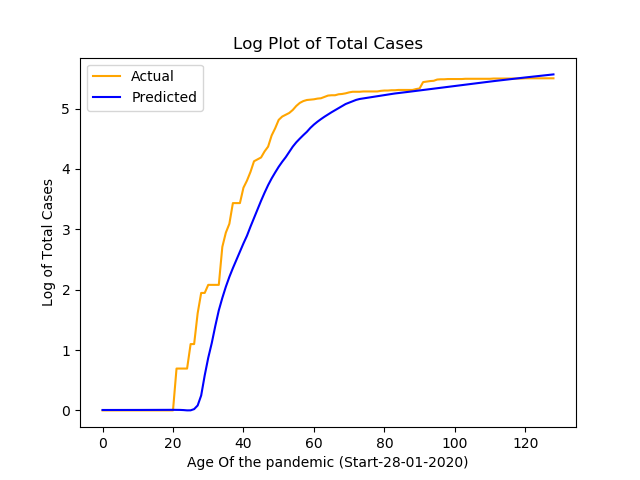 Log Plot of Total Cases
Actual
Predicted
5
4
3
2
1
0
Log of Total Cases
0 20 40 60 80 100 120
Age Of the pandemic (Start-28-01-2020)